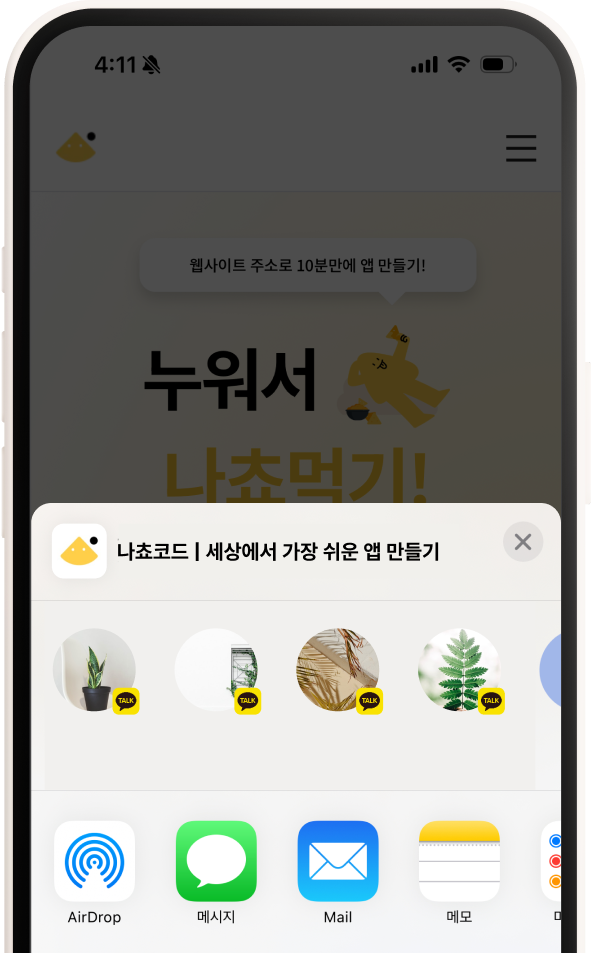 4:11
웹사이트 주소로 10분만에 앱 만들기!
누워서
나쵸먹기!
나쵸코드 | 세상에서 가장 쉬운 앱 만들기
TALK
TALK
TALK
TALK
AirDrop
메시지
Mail
메모